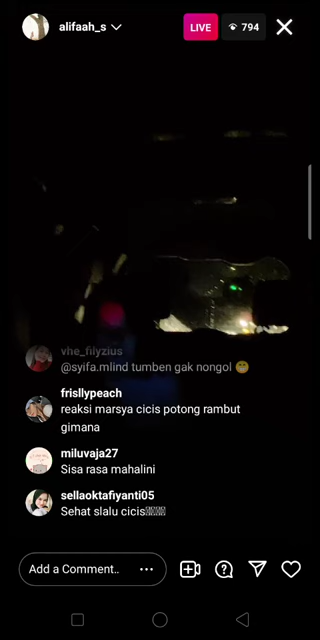 alifaah_s
LIVE
794
vhe_fiiyzius
@syifa.mlind tumben gak nongol 😁
frisllypeach
reaksi marsya cicis potong rambut
gimana
miluvaja27
Sisa rasa mahalini
sellaoktafiyanti05
Sehat slalu cicis
Add a Comment..